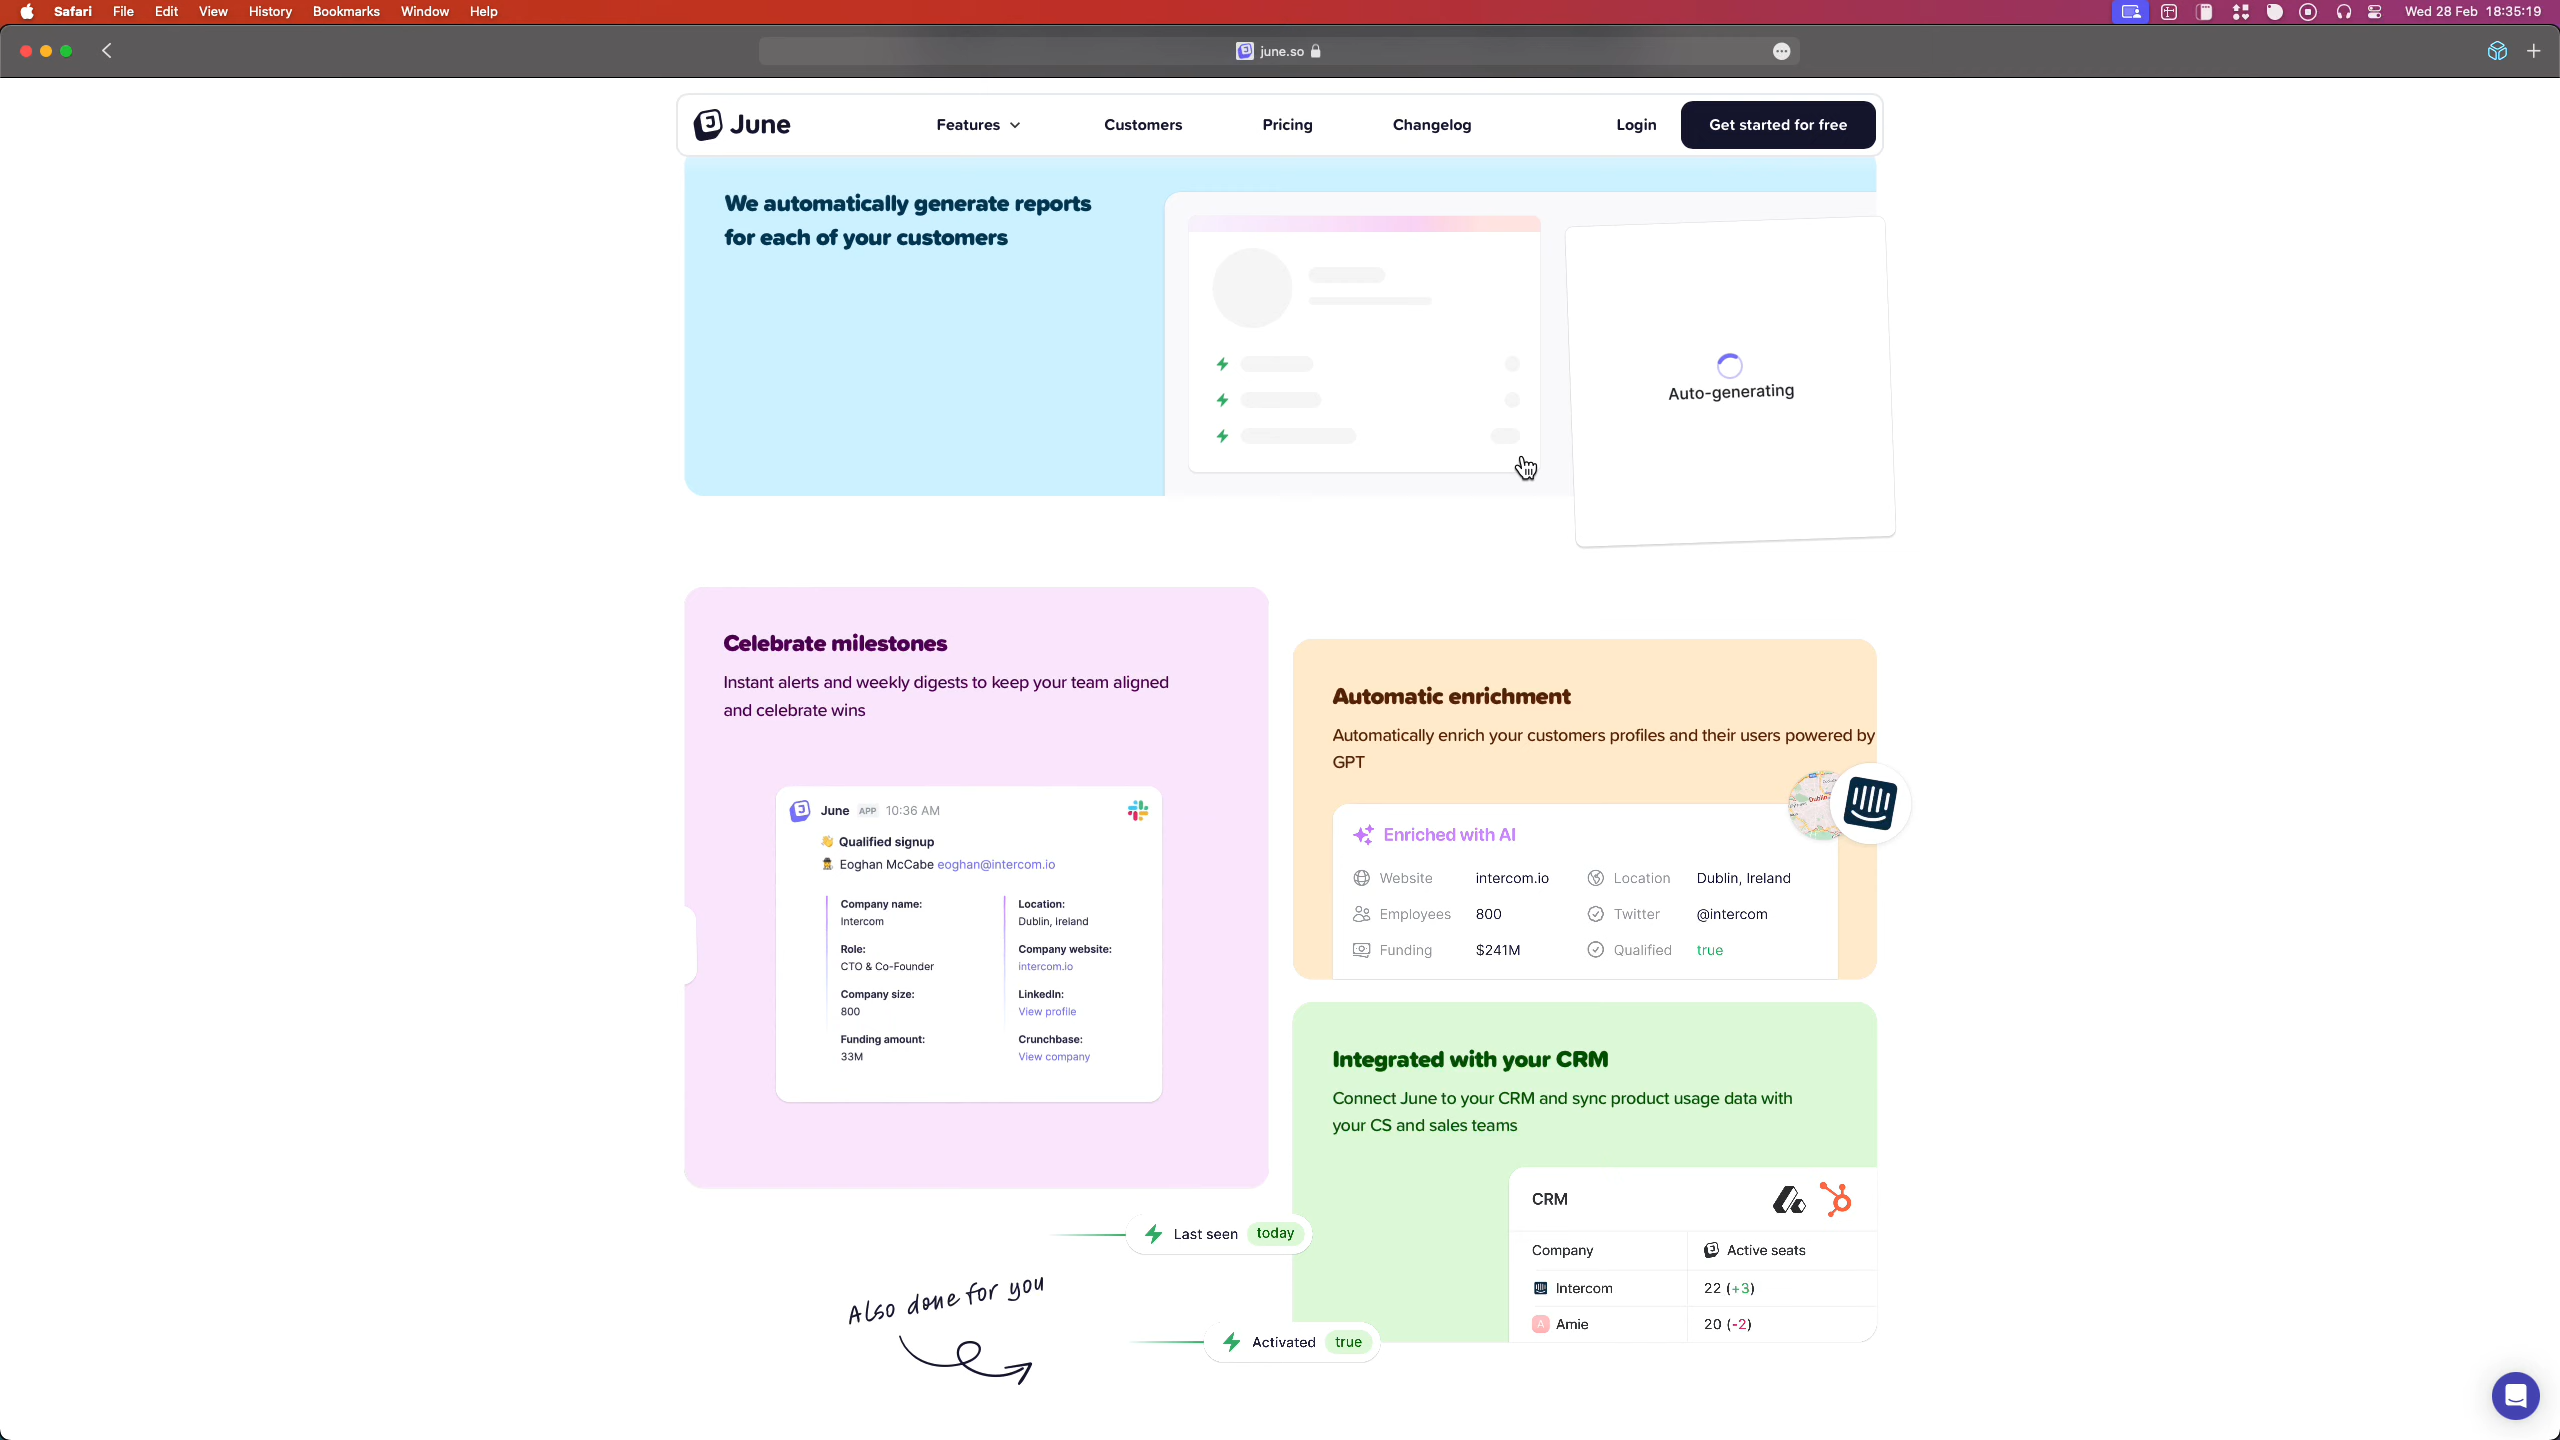 Safari File Edit View History Bookmarks Window Help
Wed 28 Feb 18:35:19
june.so
June
Features
Customers
Pricing
Changelog
Login
Get started for free
We automatically generate reports
for each of your customers
Auto-generating
Celebrate milestones
Instant alerts and weekly digests to keep your team aligned
and celebrate wins
June APP 10:36 AM
Qualified signup
Eoghan McCabe eoghan@intercom.io
Company name:
Intercom
Role:
CTO & Co-Founder
Company size:
800
Funding amount:
33M
Location:
Dublin, Ireland
Company website:
intercom.io
LinkedIn:
View profile
Crunchbase:
View company
Automatic enrichment
Automatically enrich your customers profiles and their users powered by
GPT
Enriched with AI
Website intercom.io Location Dublin, Ireland
Employees 800 Twitter @intercom
Funding $241M Qualified true
Integrated with your CRM
Connect June to your CRM and sync product usage data with
your CS and sales teams
CRM
Company Active seats
Intercom 22 (+3)
A Amie 20 (-2)
Last seen today
Also done for you
Activated true